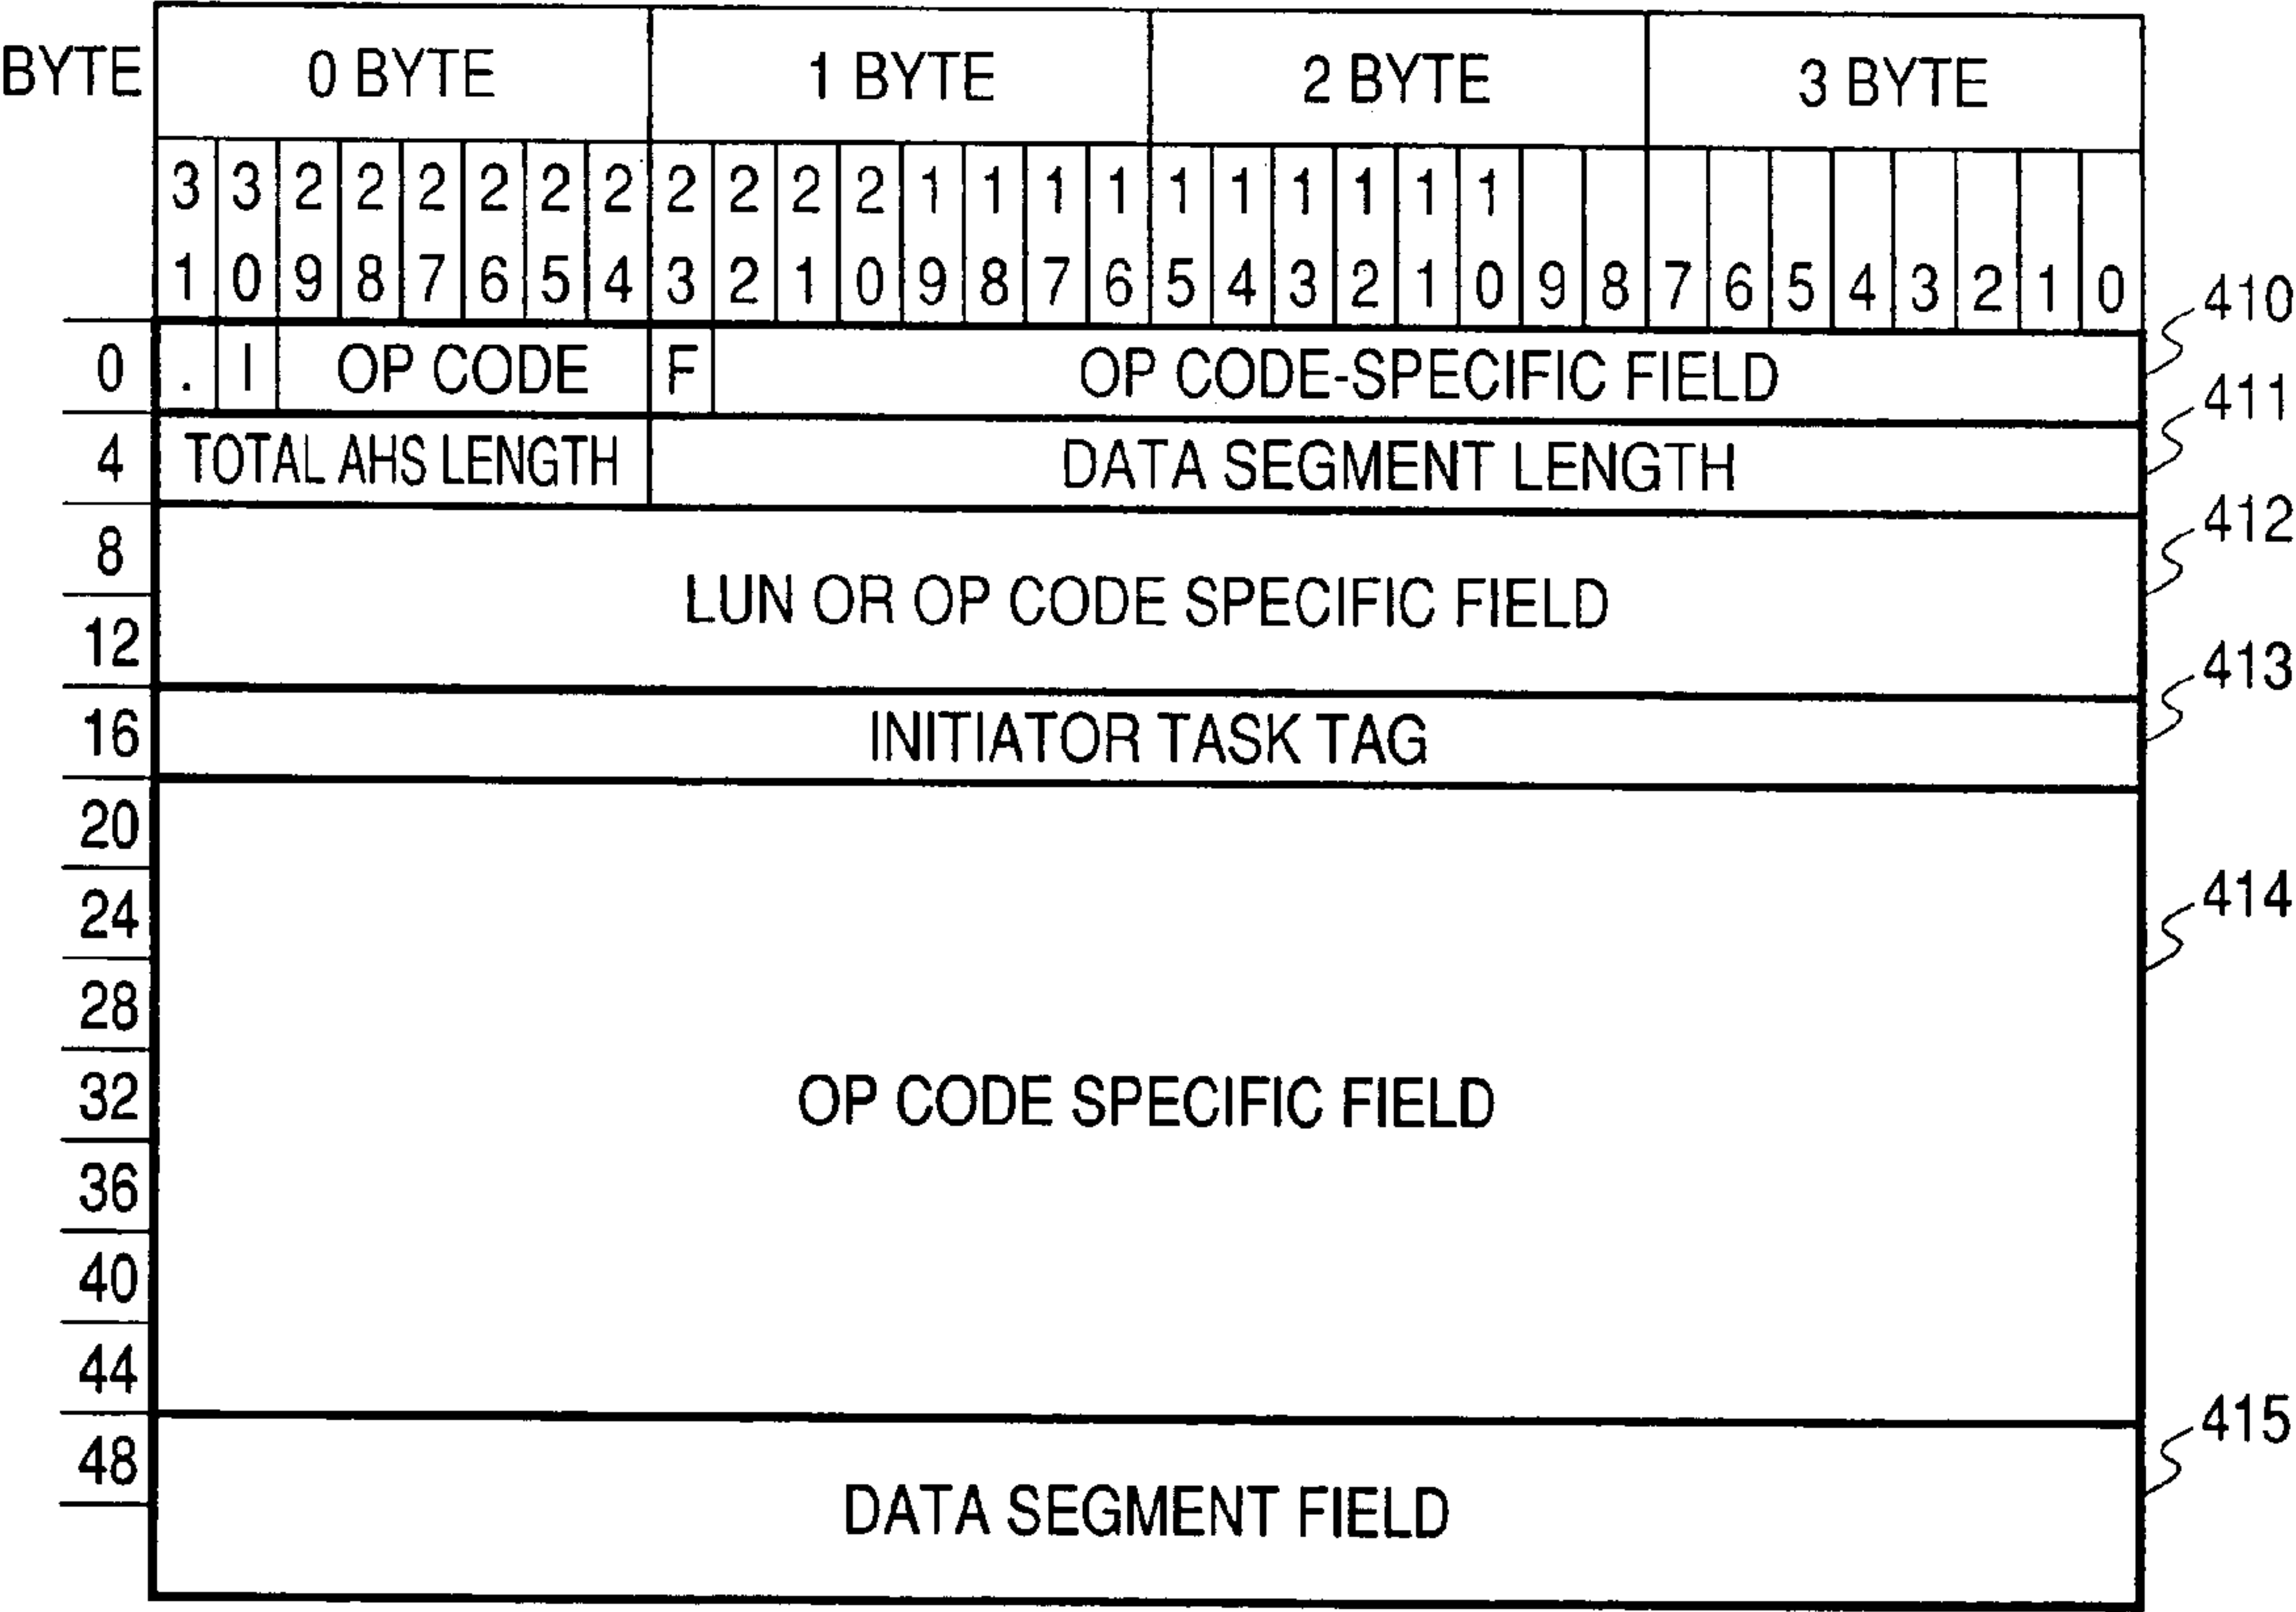 BYTE 0 BYTE 1 BYTE 2 BYTE 3 BYTE
3 3 2 2 2 2 2 2 2 2 2 2 1 1 1 1 1 1 1 1 1 1
1 0 9 8 7 6 5 4 3 2 1 0 9 8 7 6 5 4 3 2 1 0 9 8 7 6 5 4 3 2 1 0
410
0 . I OP CODE F OP CODE-SPECIFIC FIELD
411
4 TOTAL AHS LENGTH DATA SEGMENT LENGTH
412
8
LUN OR OP CODE SPECIFIC FIELD
12
413
16 INITIATOR TASK TAG
20
24
414
28
32 OP CODE SPECIFIC FIELD
36
40
44
415
48
DATA SEGMENT FIELD